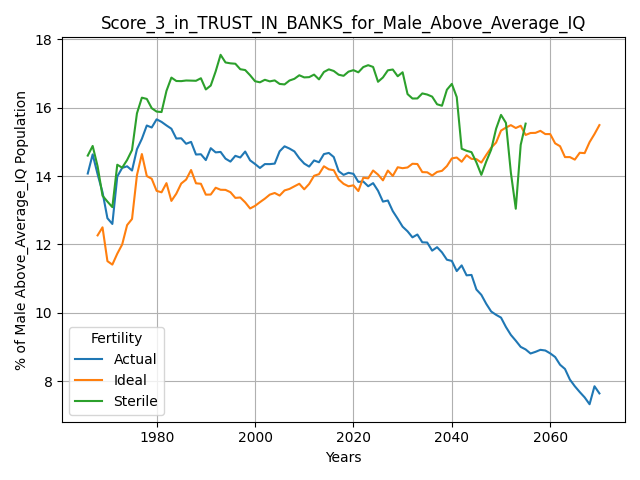 Score_3_in_TRUST_IN_BANKS_for_Male_Above_Average_IQ
% of Male Above_Average_IQ Population
18
16
14
12
10
8
Fertility
Actual
Ideal
Sterile
1980
2000
2020
2040
2060
Years